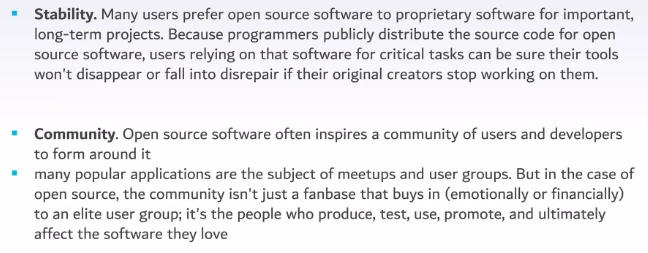 ▪ Stability. Many users prefer open source software to proprietary software for important,
long-term projects. Because programmers publicly distribute the source code for open
source software, users relying on that software for critical tasks can be sure their tools
won't disappear or fall into disrepair if their original creators stop working on them.
▪ Community. Open source software often inspires a community of users and developers
to form around it
▪ many popular applications are the subject of meetups and user groups. But in the case of
open source, the community isn't just a fanbase that buys in (emotionally or financially)
to an elite user group; it's the people who produce, test, use, promote, and ultimately
affect the software they love